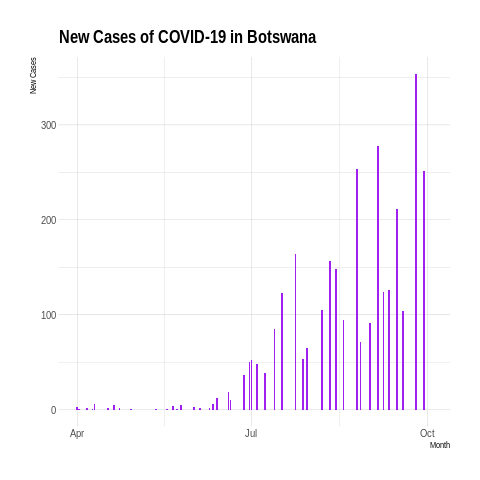 New Cases of COVID-19 in Botswana
New Cases
300
200
100
0
Apr
Jul
Oct
Month